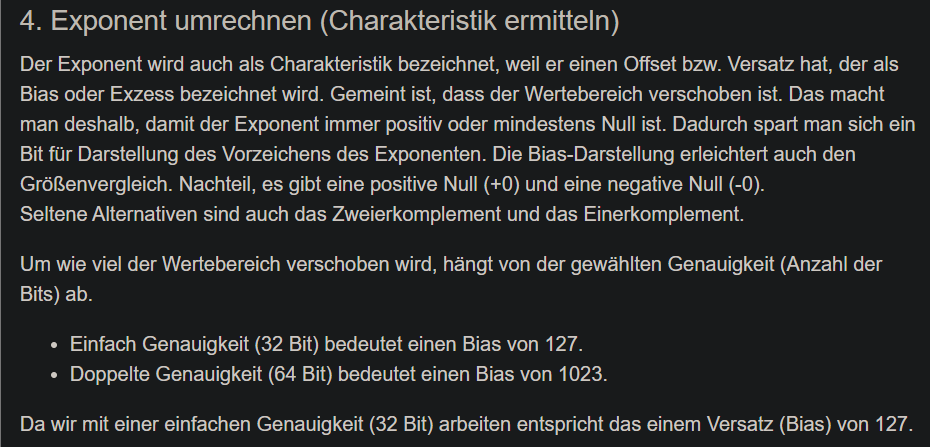 4. Exponent umrechnen (Charakteristik ermitteln)
Der Exponent wird auch als Charakteristik bezeichnet, weil er einen Offset bzw. Versatz hat, der als
Bias oder Exzess bezeichnet wird. Gemeint ist, dass der Wertebereich verschoben ist. Das macht
man deshalb, damit der Exponent immer positiv oder mindestens Null ist. Dadurch spart man sich ein
Bit für Darstellung des Vorzeichens des Exponenten. Die Bias-Darstellung erleichtert auch den
Größenvergleich. Nachteil, es gibt eine positive Null (+0) und eine negative Null (-0).
Seltene Alternativen sind auch das Zweierkomplement und das Einerkomplement.
Um wie viel der Wertebereich verschoben wird, hängt von der gewählten Genauigkeit (Anzahl der
Bits) ab.
• Einfach Genauigkeit (32 Bit) bedeutet einen Bias von 127.
• Doppelte Genauigkeit (64 Bit) bedeutet einen Bias von 1023.
Da wir mit einer einfachen Genauigkeit (32 Bit) arbeiten entspricht das einem Versatz (Bias) von 127.